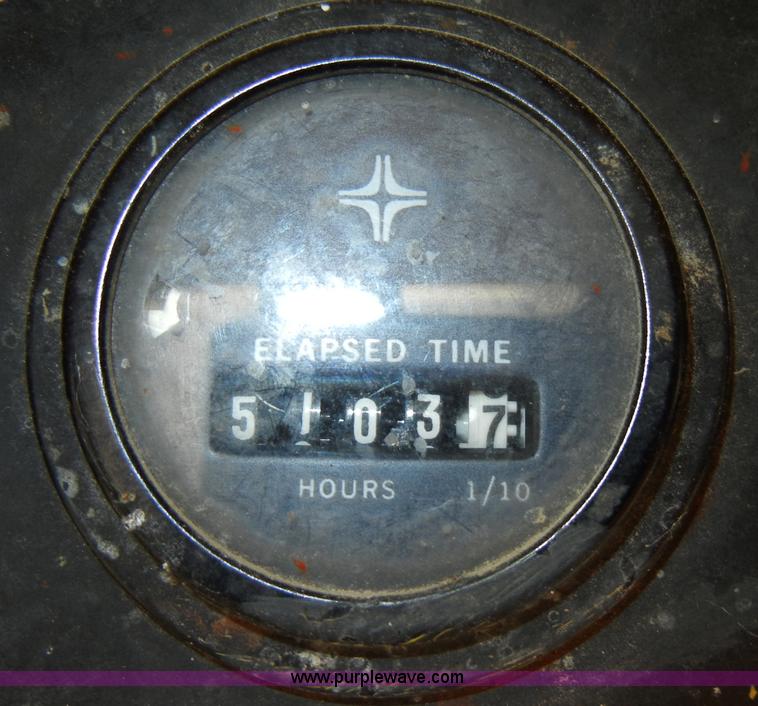 ELAPSED TIME
5 1 0 3 7
HOURS 1/10
www.purplewave.com